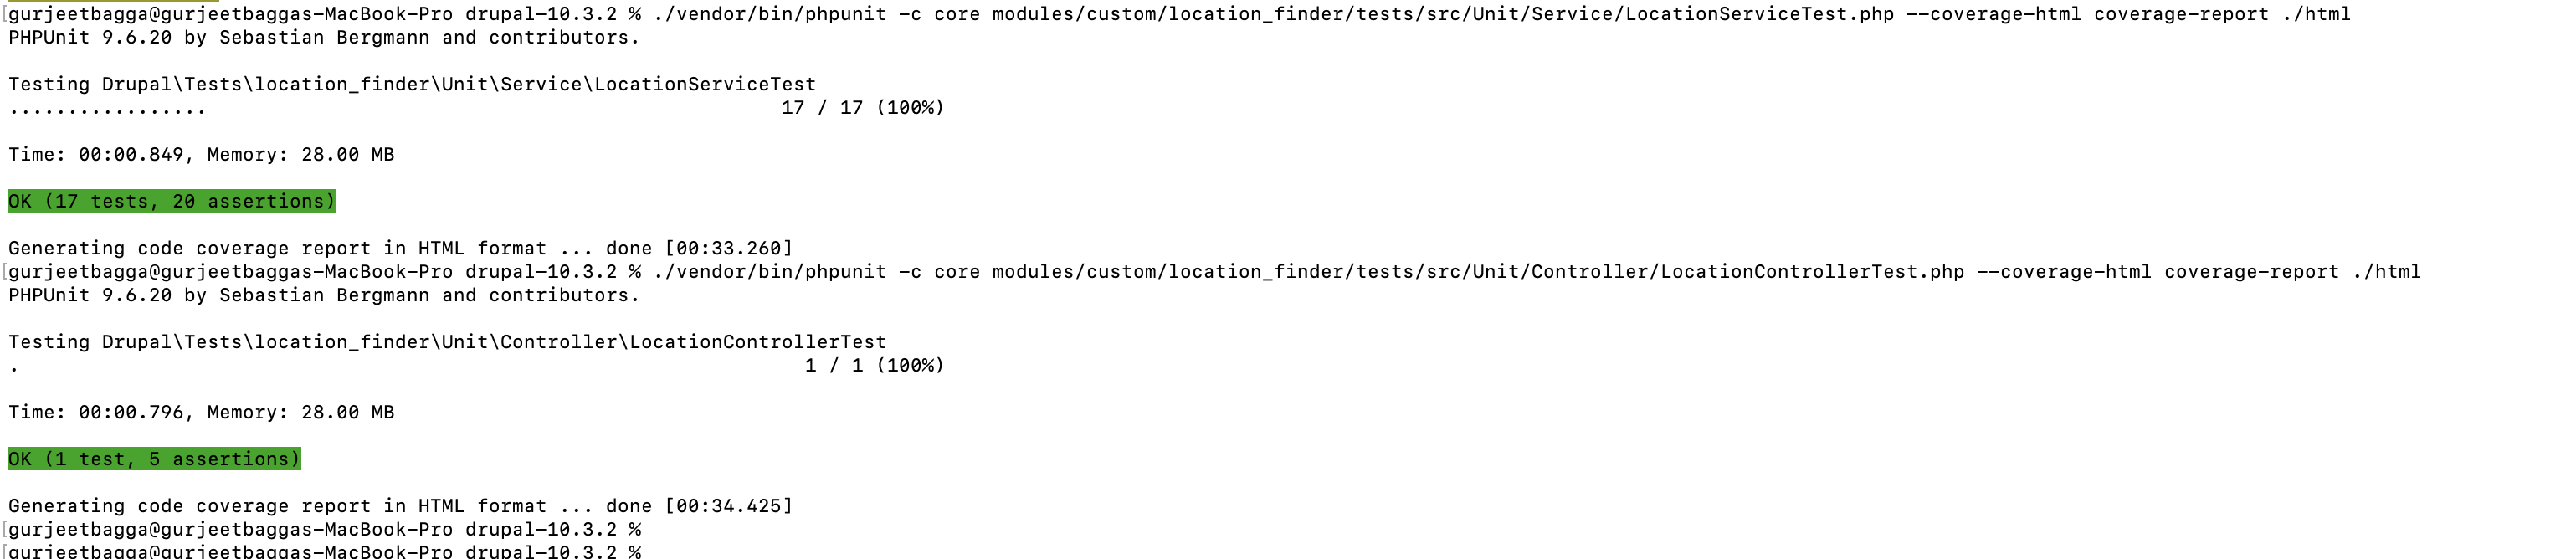 [gurjeetbagga@gurjeetbaggas-MacBook-Pro drupal-10.3.2 % ./vendor/bin/phpunit -c core modules/custom/location_finder/tests/src/Unit/Service/LocationServiceTest.php --coverage-html coverage-report ./html
PHPUnit 9.6.20 by Sebastian Bergmann and contributors.
Testing Drupal\Tests\location_finder\Unit\Service\LocationServiceTest
................. 17 / 17 (100%)
Time: 00:00.849, Memory: 28.00 MB
OK (17 tests, 20 assertions)
Generating code coverage report in HTML format ... done [00:33.260]
[gurjeetbagga@gurjeetbaggas-MacBook-Pro drupal-10.3.2 % ./vendor/bin/phpunit -c core modules/custom/location_finder/tests/src/Unit/Controller/LocationControllerTest.php --coverage-html coverage-report ./html
PHPUnit 9.6.20 by Sebastian Bergmann and contributors.
Testing Drupal\Tests\location_finder\Unit\Controller\LocationControllerTest
. 1 / 1 (100%)
Time: 00:00.796, Memory: 28.00 MB
OK (1 test, 5 assertions)
Generating code coverage report in HTML format ... done [00:34.425]
[gurjeetbagga@gurjeetbaggas-MacBook-Pro drupal-10.3.2 %
[gurjeetbagga@gurjeetbaggas-MacBook-Pro drupal-10.3.2 %